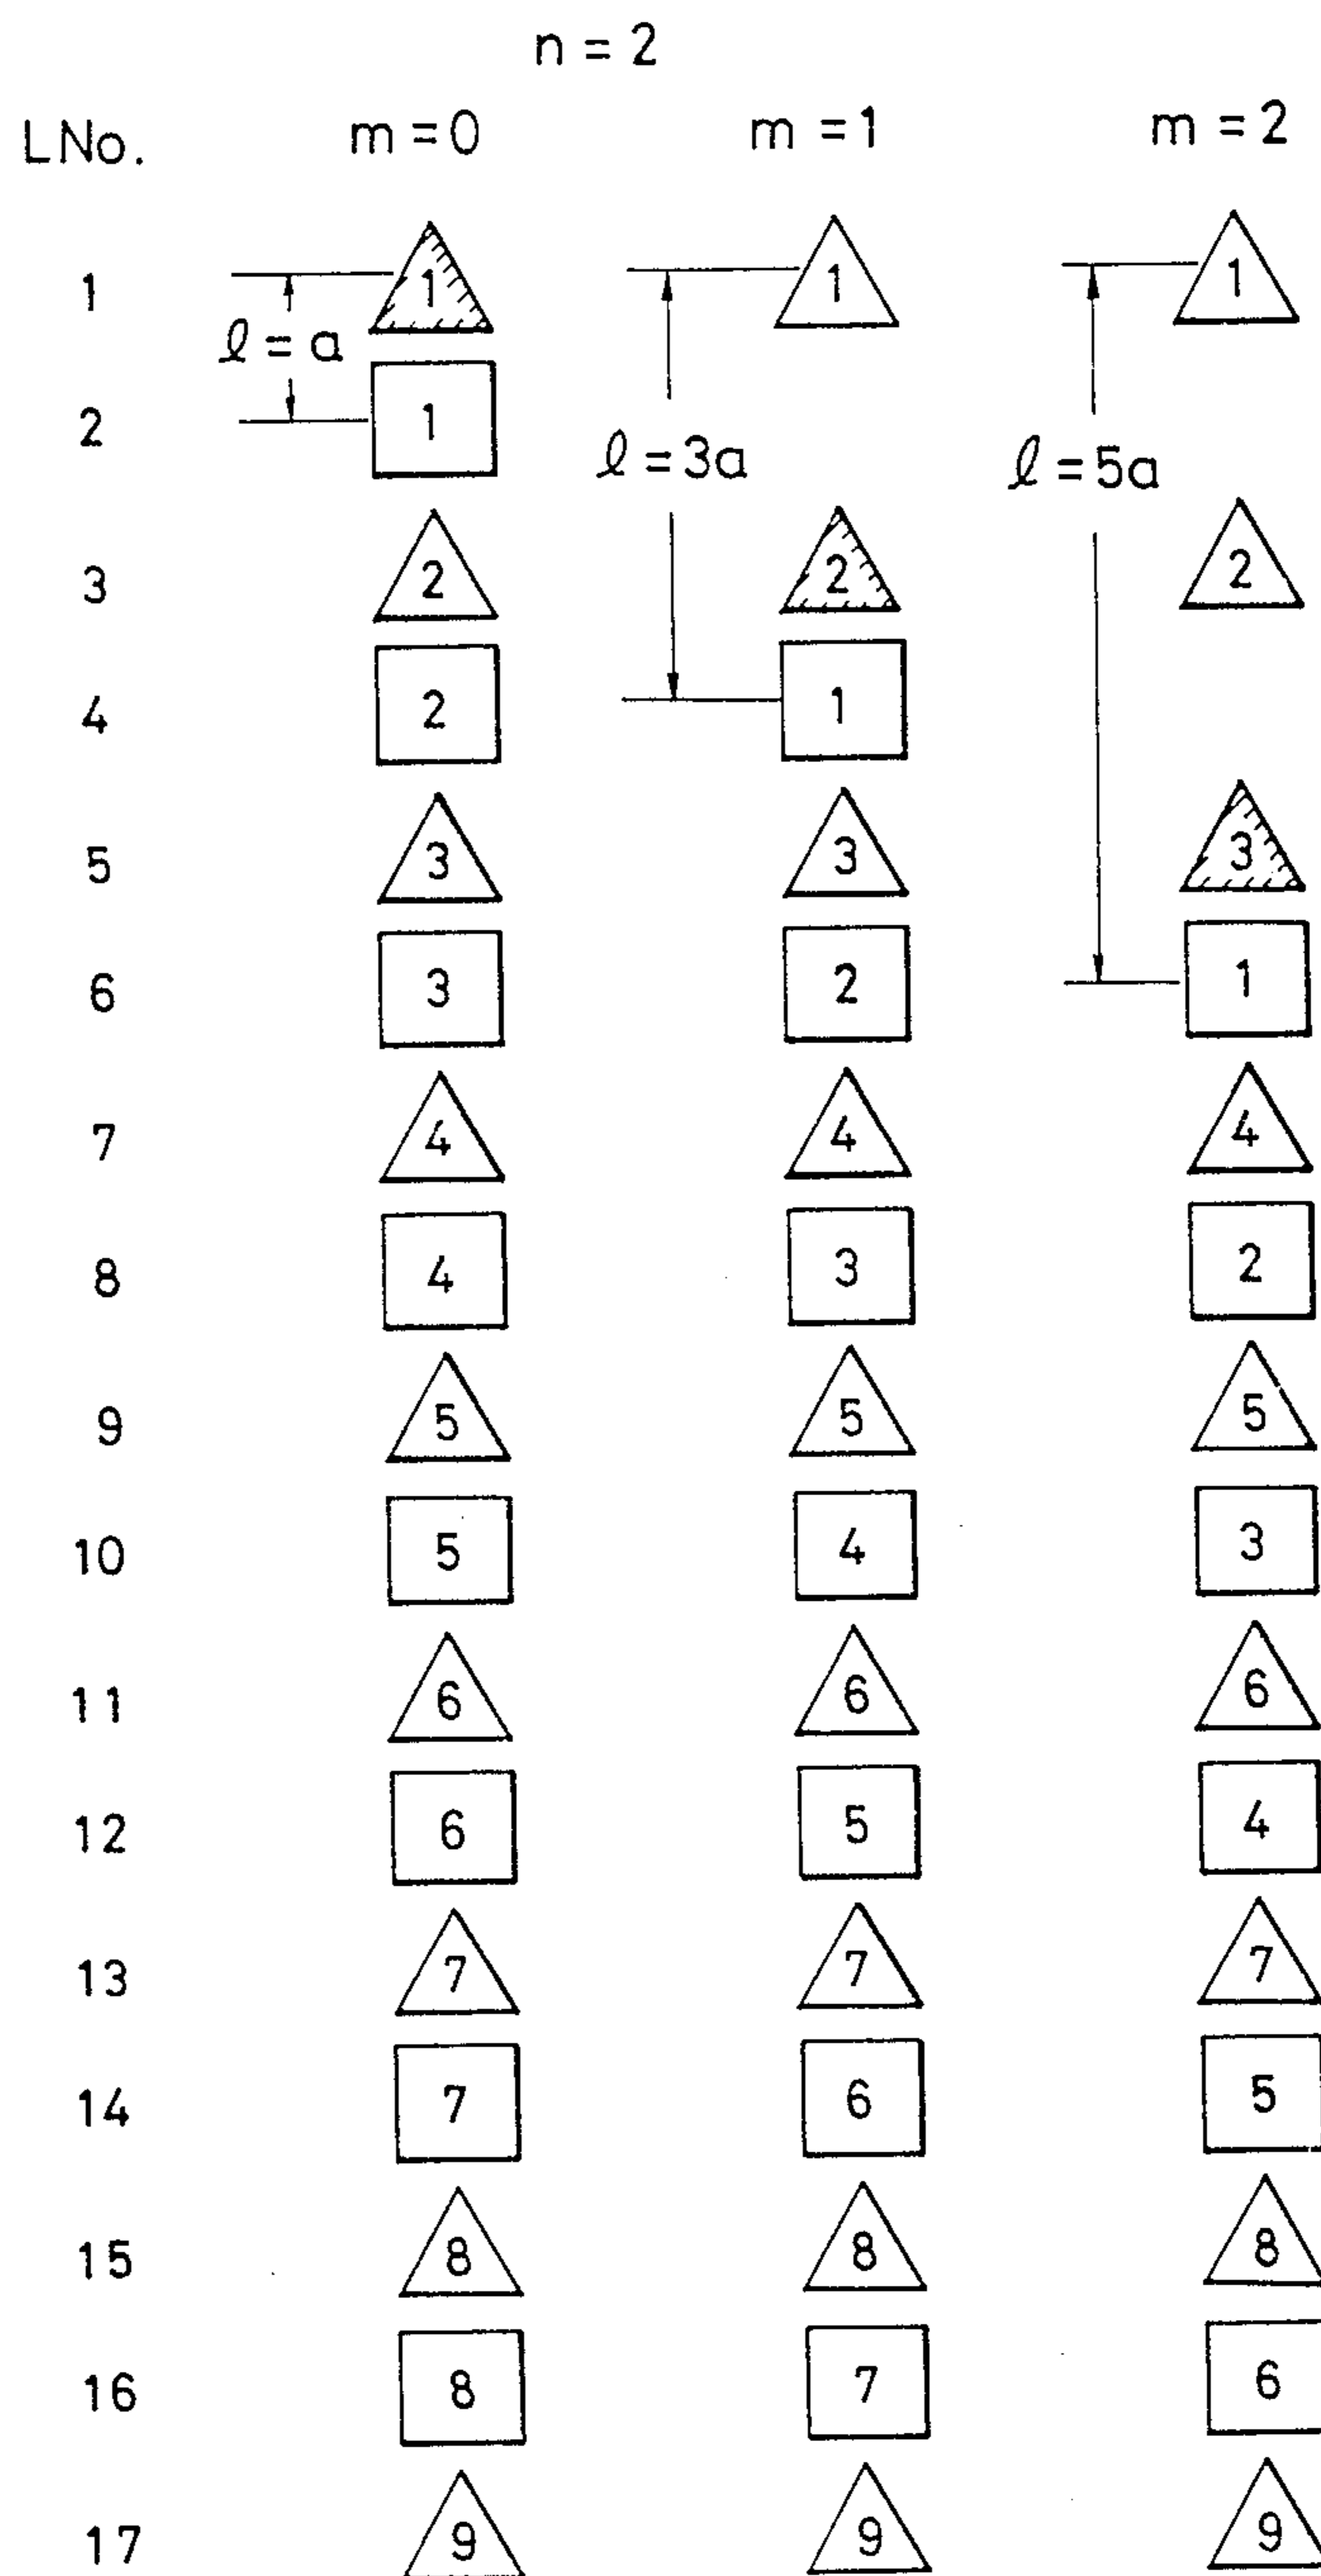 n = 2
LNo. m = 0 m = 1 m = 2
1 1 1 1
ℓ = a
2 1
ℓ = 3a ℓ = 5a
3 2 2 2
4 2 1
5 3 3 3
6 3 2 1
7 4 4 4
8 4 3 2
9 5 5 5
10 5 4 3
11 6 6 6
12 6 5 4
13 7 7 7
14 7 6 5
15 8 8 8
16 8 7 6
17 9 9 9